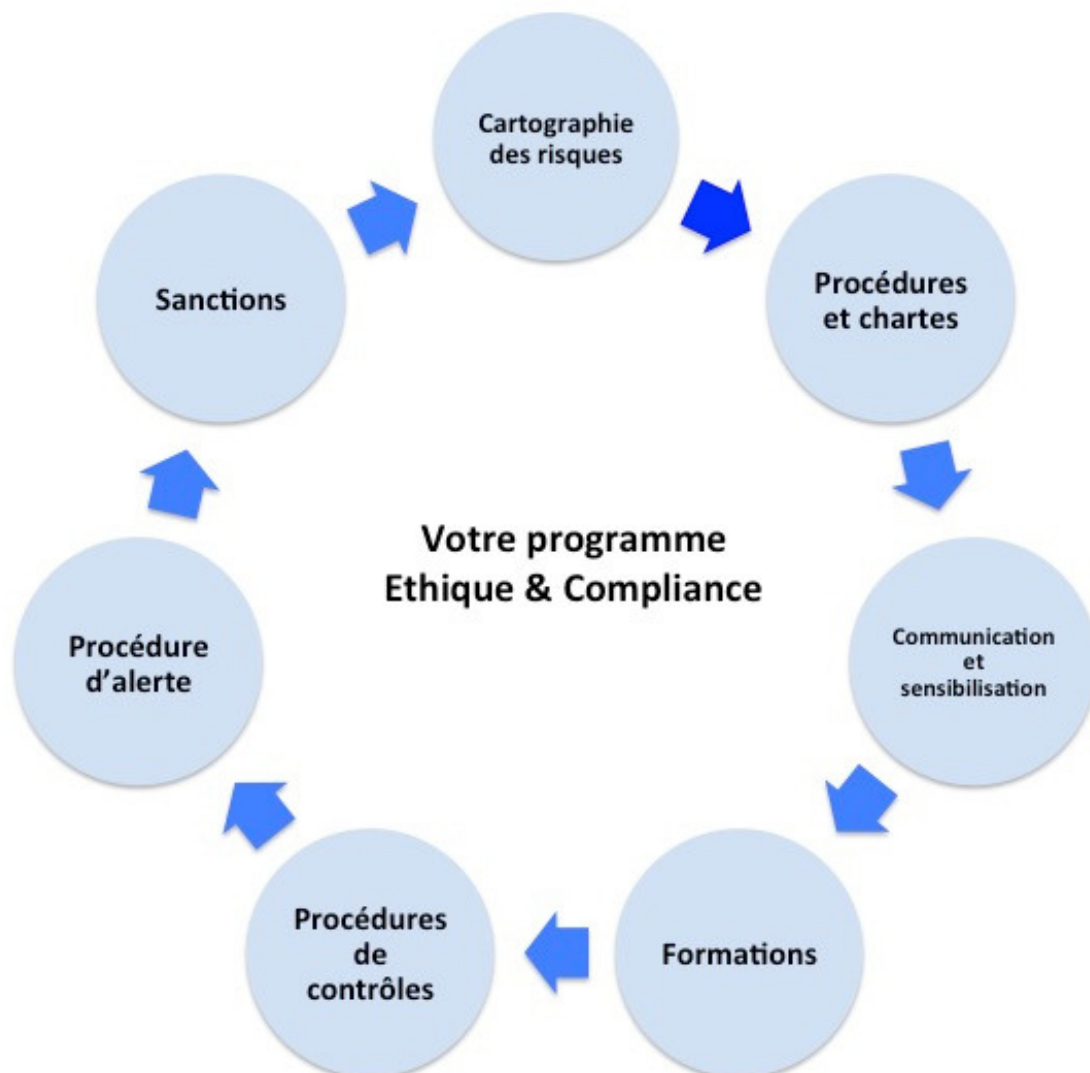 Cartographie
des risques
Procédures
et chartes
Communication
et
sensibilisation
Formations
Procédures
de
contrôles
Procédure
d’alerte
Sanctions
Votre programme
Ethique & Compliance